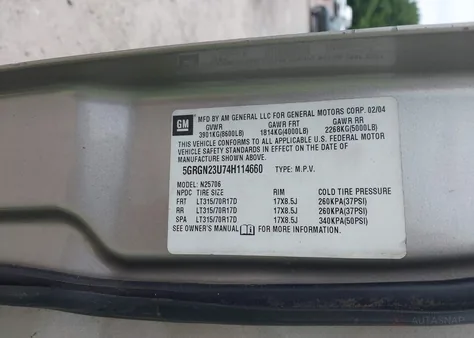 GM
MFD BY AM GENERAL LLC FOR GENERAL MOTORS CORP. 02/04
GVWR GAWR FRT GAWR RR
3901KG(8600LB) 1814KG(4000LB) 2268KG(5000LB)
THIS VEHICLE CONFORMS TO ALL APPLICABLE U.S. FEDERAL MOTOR
VEHICLE SAFETY STANDARDS IN EFFECT ON THE DATE OF
MANUFACTURE SHOWN ABOVE.
5GRGN23U74H114660 TYPE: M.P.V.
MODEL: N25706
NPDC TIRE SIZE RIM COLD TIRE PRESSURE
FRT LT315/70R17D 17X8.5J 260KPA(37PSI)
RR LT315/70R17D 17X8.5J 260KPA(37PSI)
SPA LT315/70R17D 17X8.5J 340KPA(50PSI)
SEE OWNER'S MANUAL FOR MORE INFORMATION.